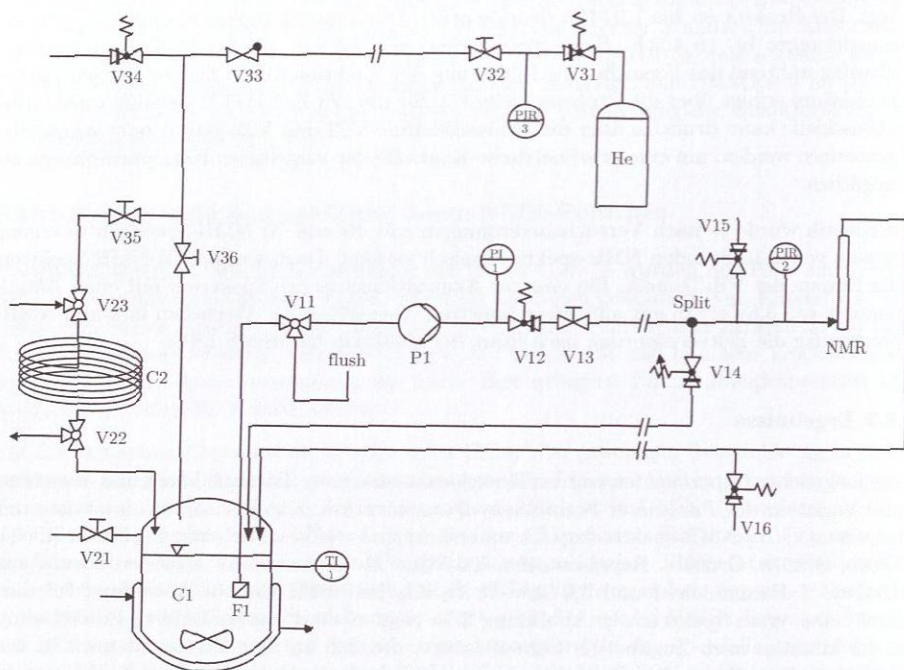 V34
V33
V32
V31
PIR
3
He
V35
V36
V15
PIR
2
V23
V11
PI
1
Split
P1
V12
V13
NMR
flush
V14
C2
V22
V21
V16
TI
1
C1
F1